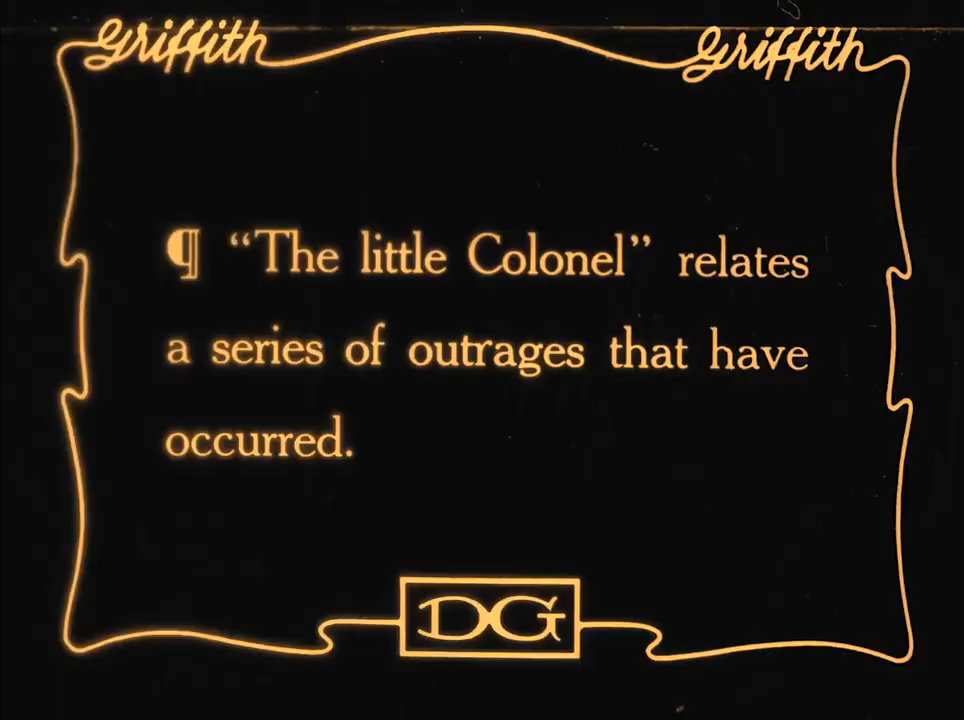 Griffith Griffith
¶ “The little Colonel” relates
a series of outrages that have
occurred.
DG